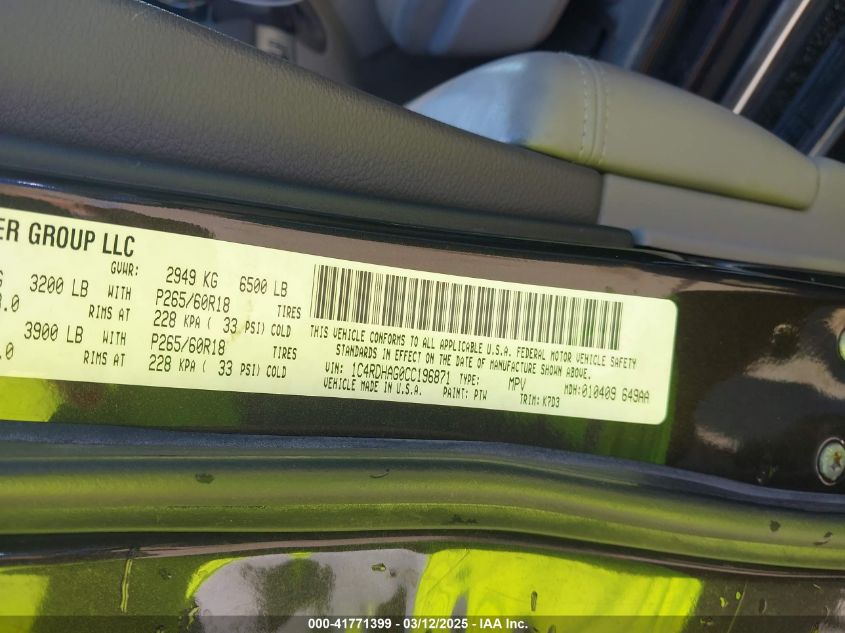 ER GROUP LLC
GVWR: 2949 KG 6500 LB
G 3200 LB WITH P265/60R18 TIRES
.0 RIMS AT 228 KPA ( 33 PSI) COLD
3900 LB WITH P265/60R18 TIRES
.0 RIMS AT 228 KPA ( 33 PSI) COLD
THIS VEHICLE CONFORMS TO ALL APPLICABLE U.S.A. FEDERAL MOTOR VEHICLE SAFETY
STANDARDS IN EFFECT ON THE DATE OF MANUFACTURE SHOWN ABOVE.
VIN: 1C4RDHAG0CC196871 TYPE: MPV MDH:010409 649AA
VEHICLE MADE IN U.S.A. PAINT: PTW TRIM: K7D3
000-41771399 - 03/12/2025 - IAA Inc.